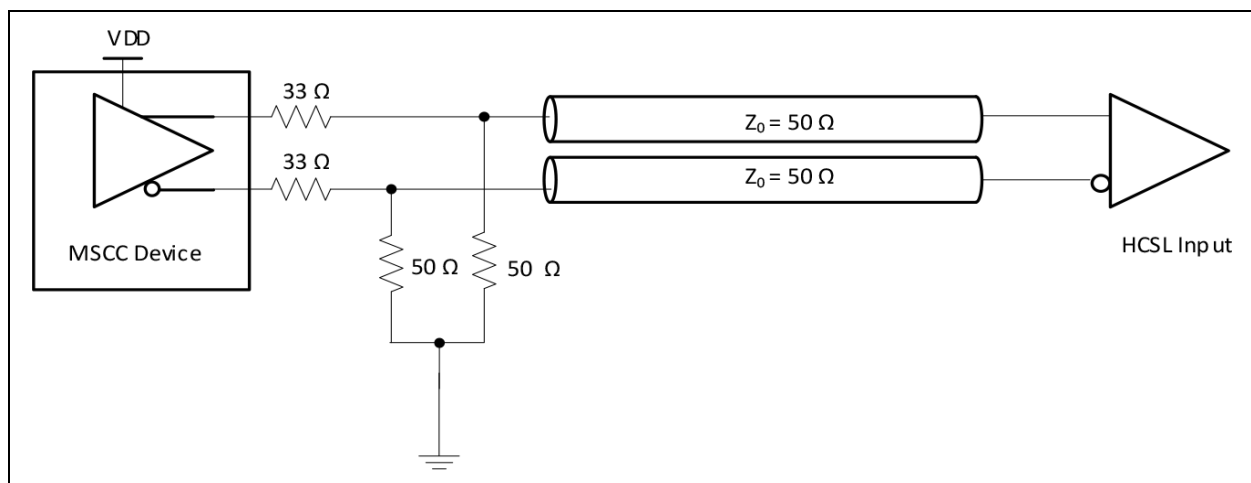 VDD
33 Ω
33 Ω
MSCC Device
50 Ω
50 Ω
Z₀ = 50 Ω
Z₀ = 50 Ω
HCSL Input